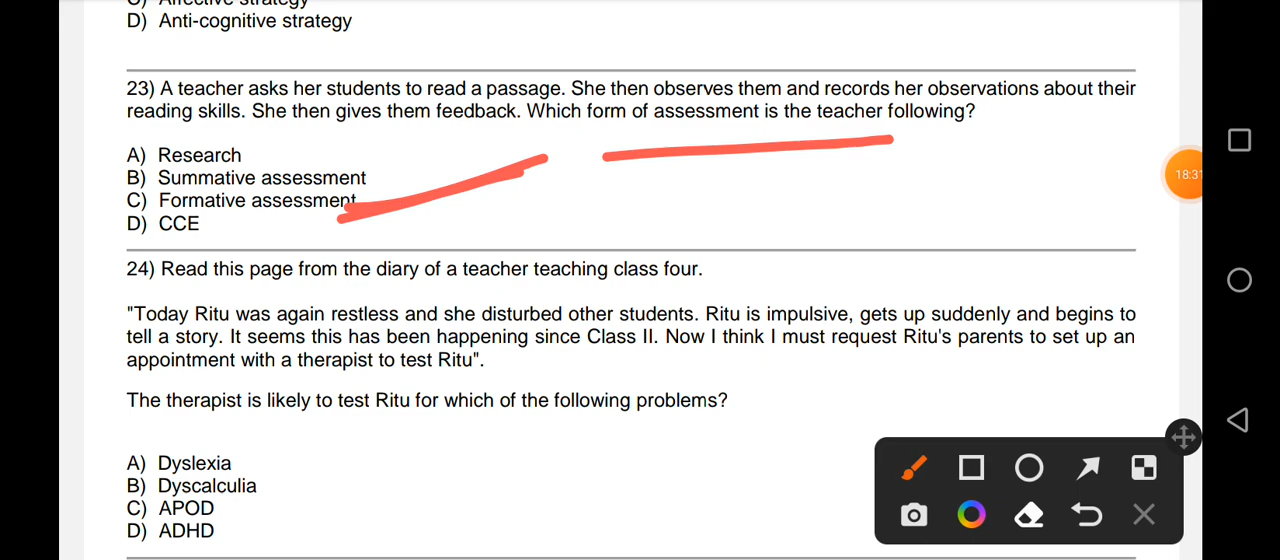 C) Affective strategy
D) Anti-cognitive strategy
23) A teacher asks her students to read a passage. She then observes them and records her observations about their
reading skills. She then gives them feedback. Which form of assessment is the teacher following?
A) Research
B) Summative assessment
C) Formative assessment
D) CCE
24) Read this page from the diary of a teacher teaching class four.
"Today Ritu was again restless and she disturbed other students. Ritu is impulsive, gets up suddenly and begins to
tell a story. It seems this has been happening since Class II. Now I think I must request Ritu's parents to set up an
appointment with a therapist to test Ritu".
The therapist is likely to test Ritu for which of the following problems?
A) Dyslexia
B) Dyscalculia
C) APOD
D) ADHD